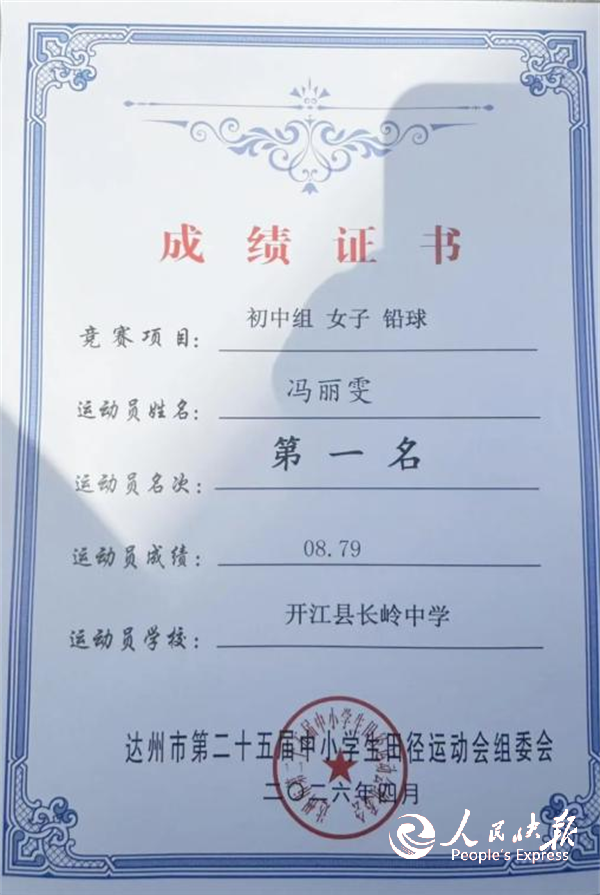 成绩证书
竞赛项目: 初中组 女子 铅球
运动员姓名: 冯丽雯
运动员名次: 第一名
运动员成绩: 08.79
运动员学校: 开江县长岭中学
达州市第二十五届中小学生田径运动会组委会
二〇二六年四月
人民快报
People's Express